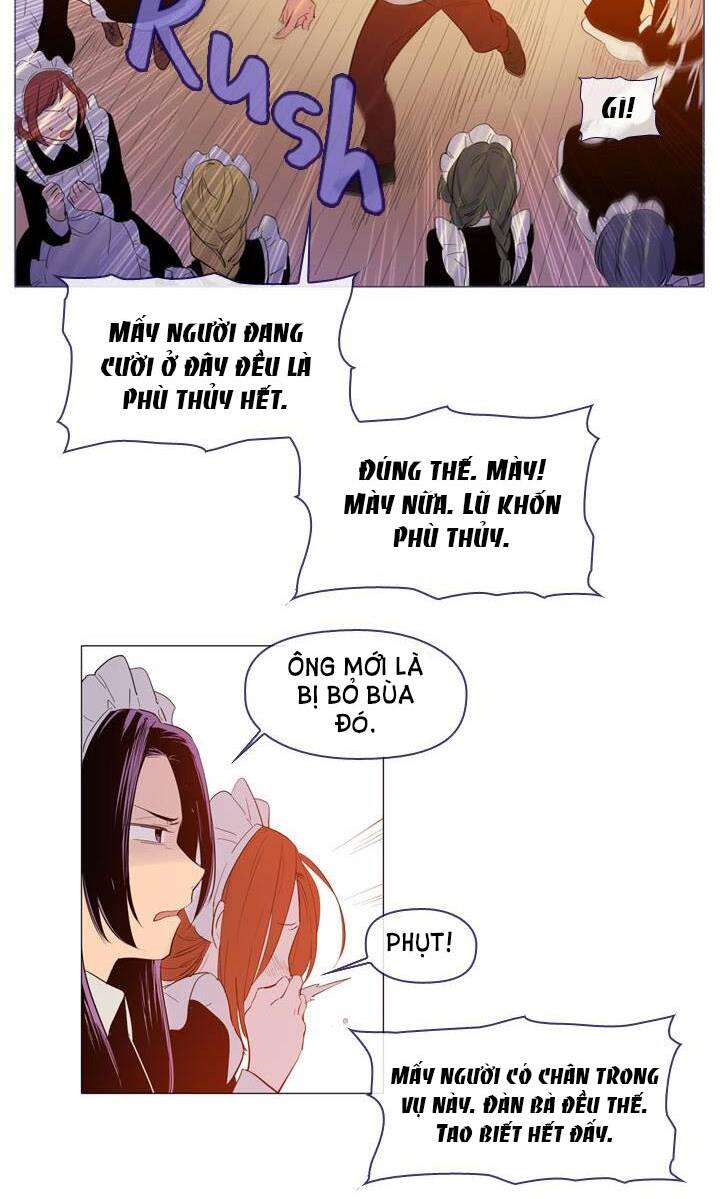 Rush
GÌ!
MẤY NGƯỜI ĐANG
CƯỜI Ở ĐÂY ĐỀU LÀ
PHÙ THỦY HẾT.
ĐÚNG THẾ. MÀY!
MÀY NỮA. LŨ KHỐN
PHÙ THỦY.
ÔNG MỚI LÀ
BỊ BỎ BÙA
ĐÓ.
PHỤT!
MẤY NGƯỜI CÓ CHÂN TRONG
VỤ NÀY. ĐÀN BÀ ĐỀU THẾ.
TAO BIẾT HẾT ĐẤY.